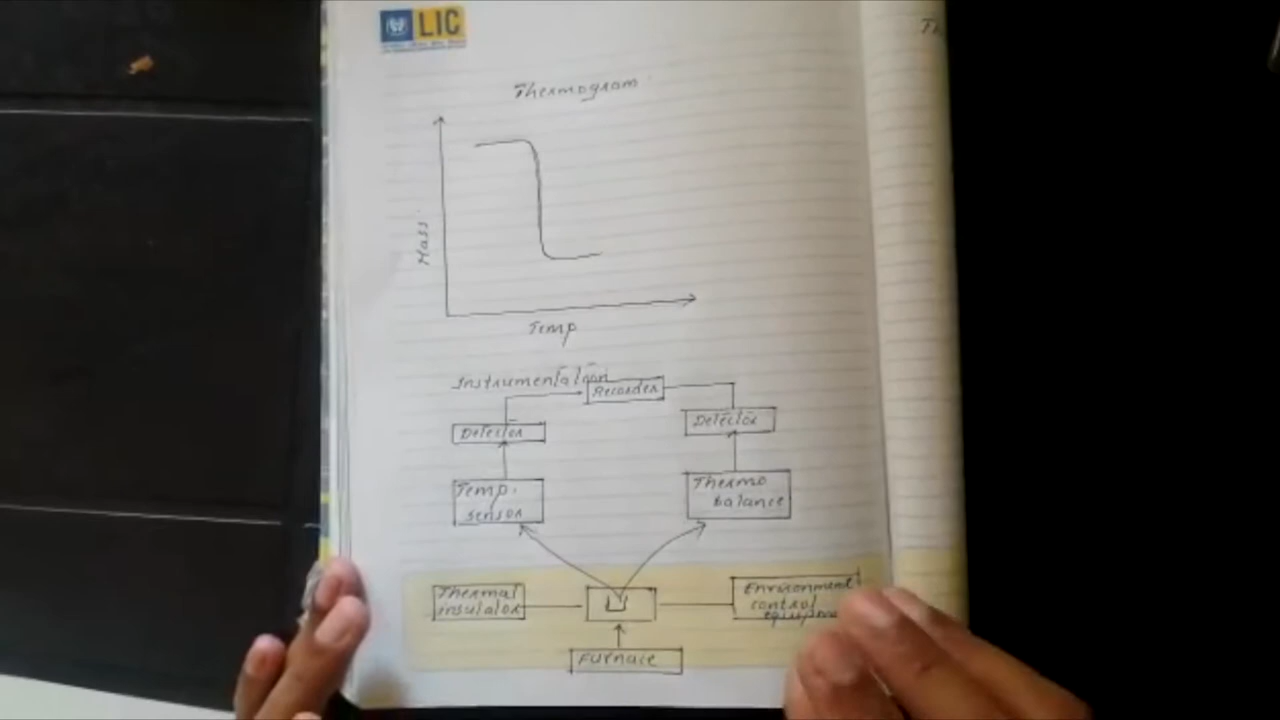 LIC
Thermogram
Mass
Temp
Instrumentation
Recorder
Detector
Detector
Temp.
sensor
Thermo
balance
Thermal
insulator
Environment
control
Furnace